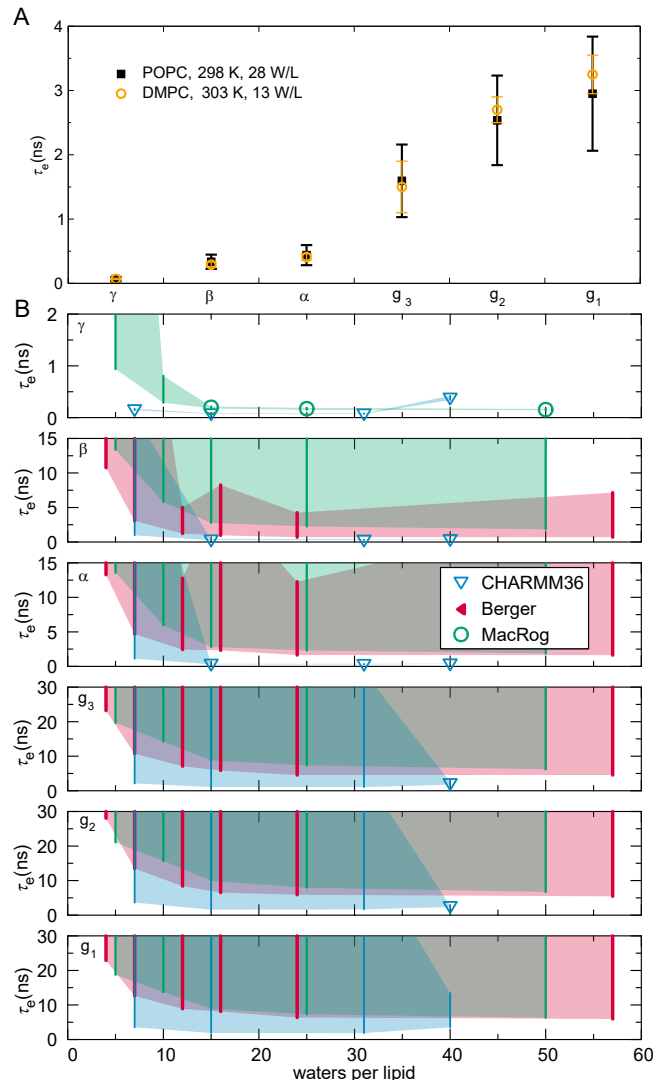 A
4
3
2
1
0
τe(ns)
POPC, 298 K, 28 W/L
DMPC, 303 K, 13 W/L
γ β α g3 g2 g1
B
γ
2
1
0
τe(ns)
β
15
10
5
0
τe(ns)
α
15
10
5
0
τe(ns)
CHARMM36
Berger
MacRog
g3
30
20
10
0
τe(ns)
g2
30
20
10
0
τe(ns)
g1
30
20
10
0
τe(ns)
0 10 20 30 40 50 60
waters per lipid